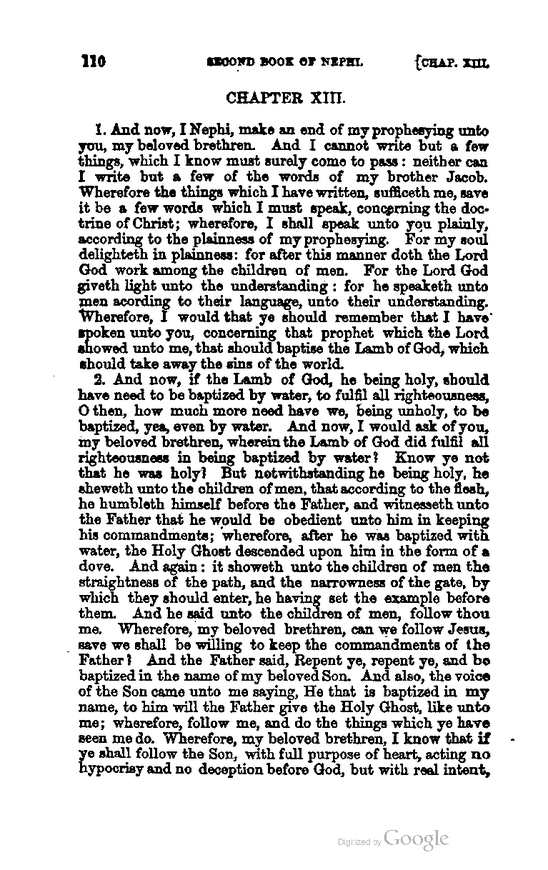 110 SECOND BOOK OF NEPHI. {CHAP. XIII.
CHAPTER XIII.
1. And now, I Nephi, make an end of my prophesying unto
you, my beloved brethren. And I cannot write but a few
things, which I know must surely come to pass: neither can
I write but a few of the words of my brother Jacob.
Wherefore the things which I have written, sufficeth me, save
it be a few words which I must speak, concerning the doc-
trine of Christ; wherefore, I shall speak unto you plainly,
according to the plainness of my prophesying. For my soul
delighteth in plainness: for after this manner doth the Lord
God work among the children of men. For the Lord God
giveth light unto the understanding: for he speaketh unto
men acording to their language, unto their understanding.
Wherefore, I would that ye should remember that I have
spoken unto you, concerning that prophet which the Lord
showed unto me, that should baptise the Lamb of God, which
should take away the sins of the world.
2. And now, if the Lamb of God, he being holy, should
have need to be baptized by water, to fulfil all righteousness,
O then, how much more need have we, being unholy, to be
baptized, yea, even by water. And now, I would ask of you,
my beloved brethren, wherein the Lamb of God did fulfil all
righteousness in being baptized by water? Know ye not
that he was holy? But notwithstanding he being holy, he
sheweth unto the children of men, that according to the flesh,
he humbleth himself before the Father, and witnesseth unto
the Father that he would be obedient unto him in keeping
his commandments; wherefore, after he was baptized with
water, the Holy Ghost descended upon him in the form of a
dove. And again: it showeth unto the children of men the
straightness of the path, and the narrowness of the gate, by
which they should enter, he having set the example before
them. And he said unto the children of men, follow thou
me. Wherefore, my beloved brethren, can we follow Jesus,
save we shall be willing to keep the commandments of the
Father? And the Father said, Repent ye, repent ye, and be
baptized in the name of my beloved Son. And also, the voice
of the Son came unto me saying, He that is baptized in my
name, to him will the Father give the Holy Ghost, like unto
me; wherefore, follow me, and do the things which ye have
seen me do. Wherefore, my beloved brethren, I know that if
ye shall follow the Son, with full purpose of heart, acting no
hypocrisy and no deception before God, but with real intent,
Digitized by Google